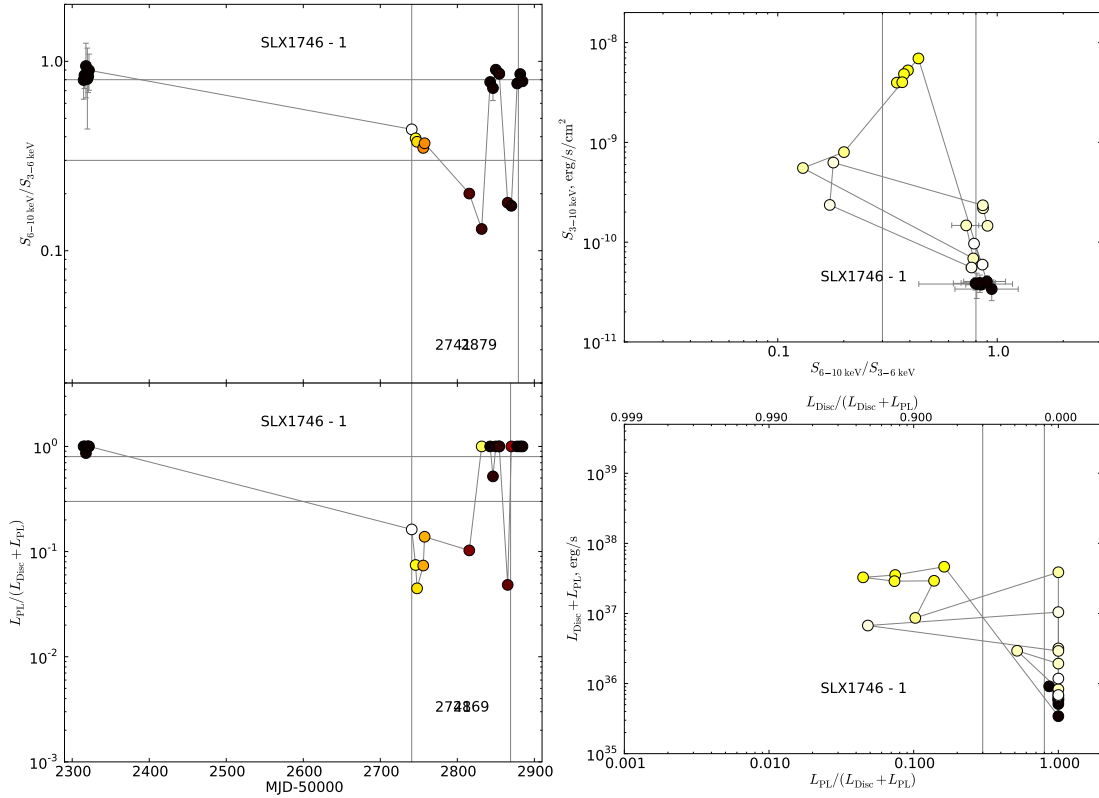 SLX1746 - 1
1.0
0.1
S6−10 keV/S3−6 keV
2879
SLX1746 - 1
10^0
10^-1
10^-2
10^-3
LPL/(LDisc + LPL)
2300 2400 2500 2600 2700 2800 2900
MJD-50000
10^-8
10^-9
10^-10
10^-11
S3−10 keV, erg/s/cm^2
SLX1746 - 1
0.1 1.0
S6−10 keV/S3−6 keV
LDisc/(LDisc + LPL)
0.999 0.990 0.900 0.000
10^39
10^38
10^37
10^36
10^35
LDisc + LPL, erg/s
SLX1746 - 1
0.001 0.010 0.100 1.000
LPL/(LDisc + LPL)